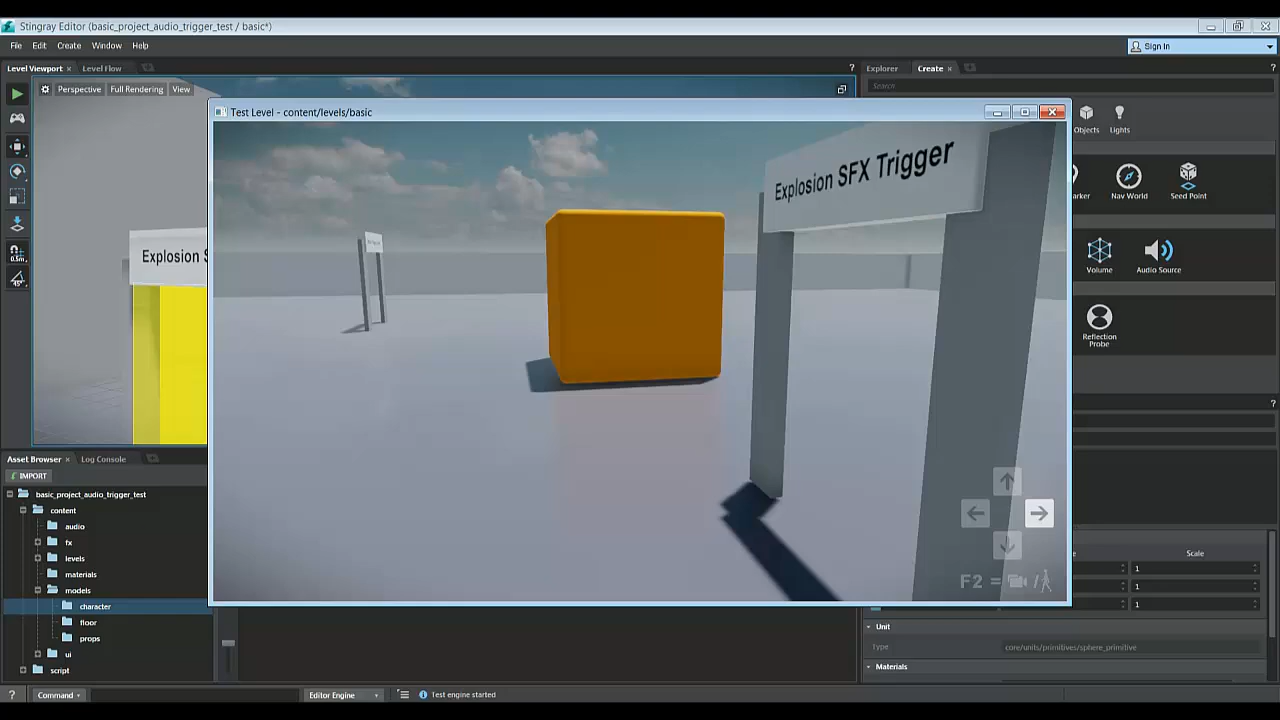 Stingray Editor (basic_project_audio_trigger_test / basic*)
File Edit Create Window Help
Sign In
Level Viewport Level Flow
Explorer Create
Perspective Full Rendering View
Search
Test Level - content/levels/basic
Objects Lights
Explosion SFX Trigger
Nav World Seed Point
Explosion S
Volume Audio Source
Reflection
Probe
Asset Browser Log Console
IMPORT
basic_project_audio_trigger_test
content
audio
fx
levels
materials
models
character
floor
props
ui
script
F2 =
Scale
1
1
1
Unit
Type core/units/primitives/sphere_primitive
Materials
? Command Editor Engine Test engine started